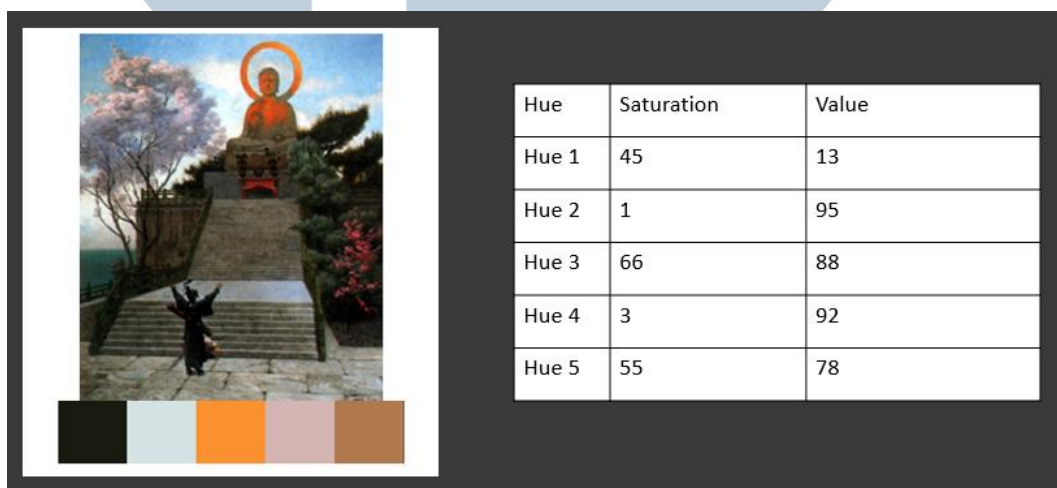 Hue Saturation Value
Hue 1 45 13
Hue 2 1 95
Hue 3 66 88
Hue 4 3 92
Hue 5 55 78